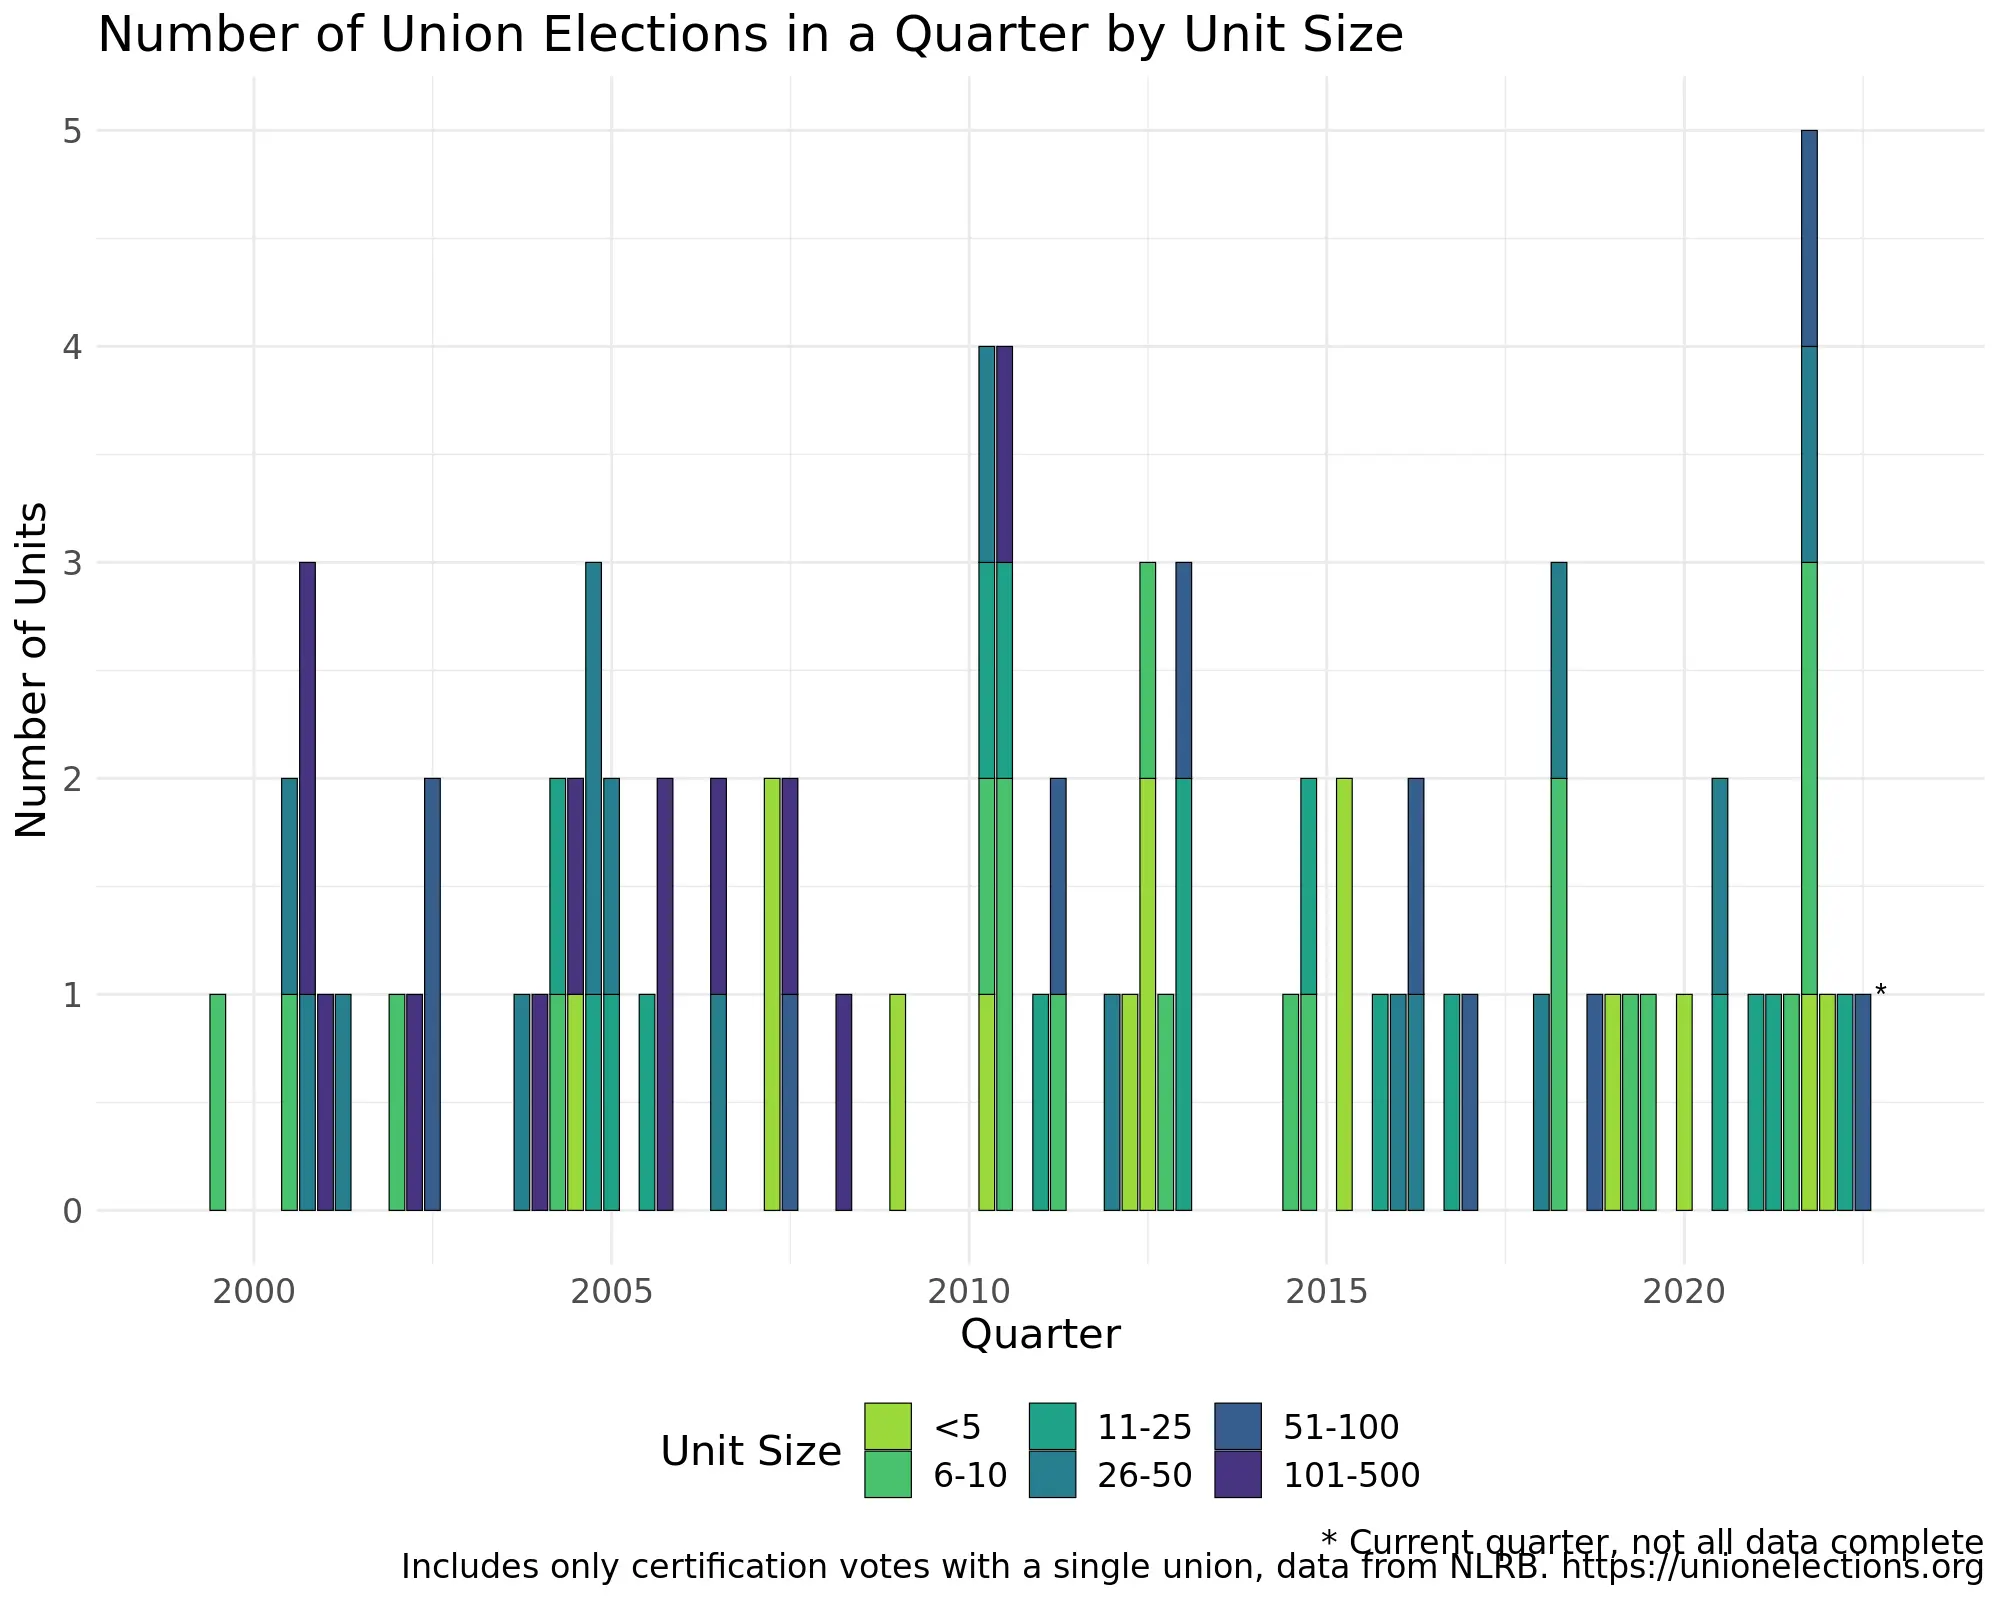 Number of Union Elections in a Quarter by Unit Size
Number of Units
5
4
3
2
1
0
*
2000 2005 2010 2015 2020
Quarter
Unit Size
<5 11-25 51-100
6-10 26-50 101-500
* Current quarter, not all data complete
Includes only certification votes with a single union, data from NLRB. https://unionelections.org